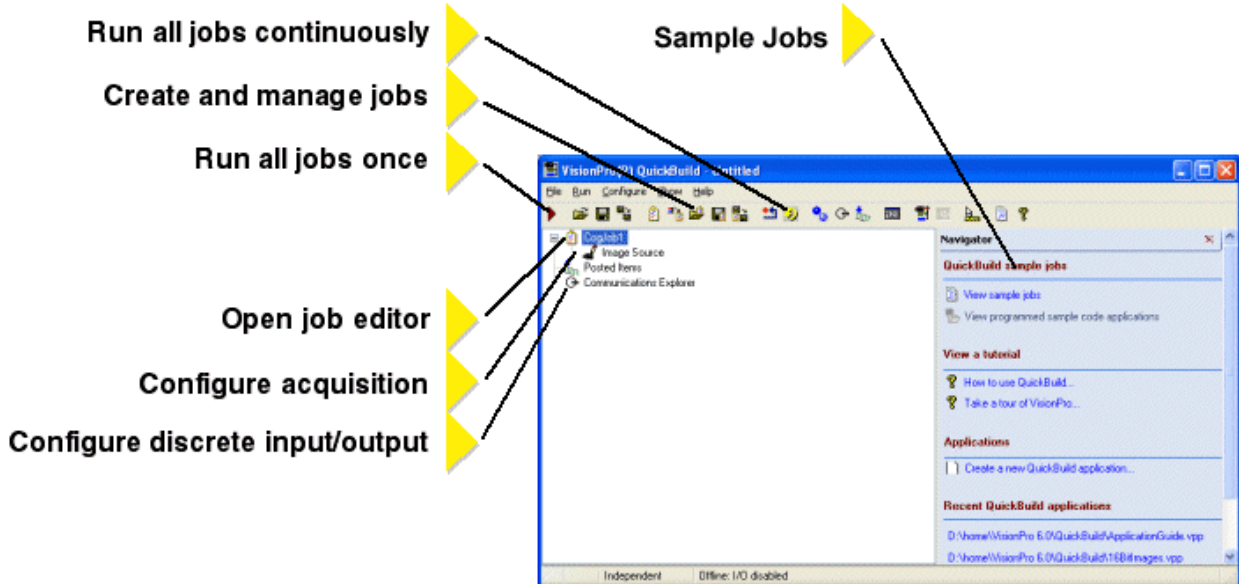 Run all jobs continuously
Sample Jobs
Create and manage jobs
Run all jobs once
VisionPro(R) QuickBuild - Untitled
File Run Configure Show Help
CogJob1
Image Source
Posted Items
Communications Explorer
Navigator
QuickBuild sample jobs
View sample jobs
View programmed sample code applications
View a tutorial
How to use QuickBuild...
Take a tour of VisionPro...
Applications
Create a new QuickBuild application...
Recent QuickBuild applications
D:\home\VisionPro 6.0\QuickBuild\ApplicationGuide.vpp
D:\home\VisionPro 6.0\QuickBuild\16BitImages.vpp
Open job editor
Configure acquisition
Configure discrete input/output
Independent Offline: I/O disabled